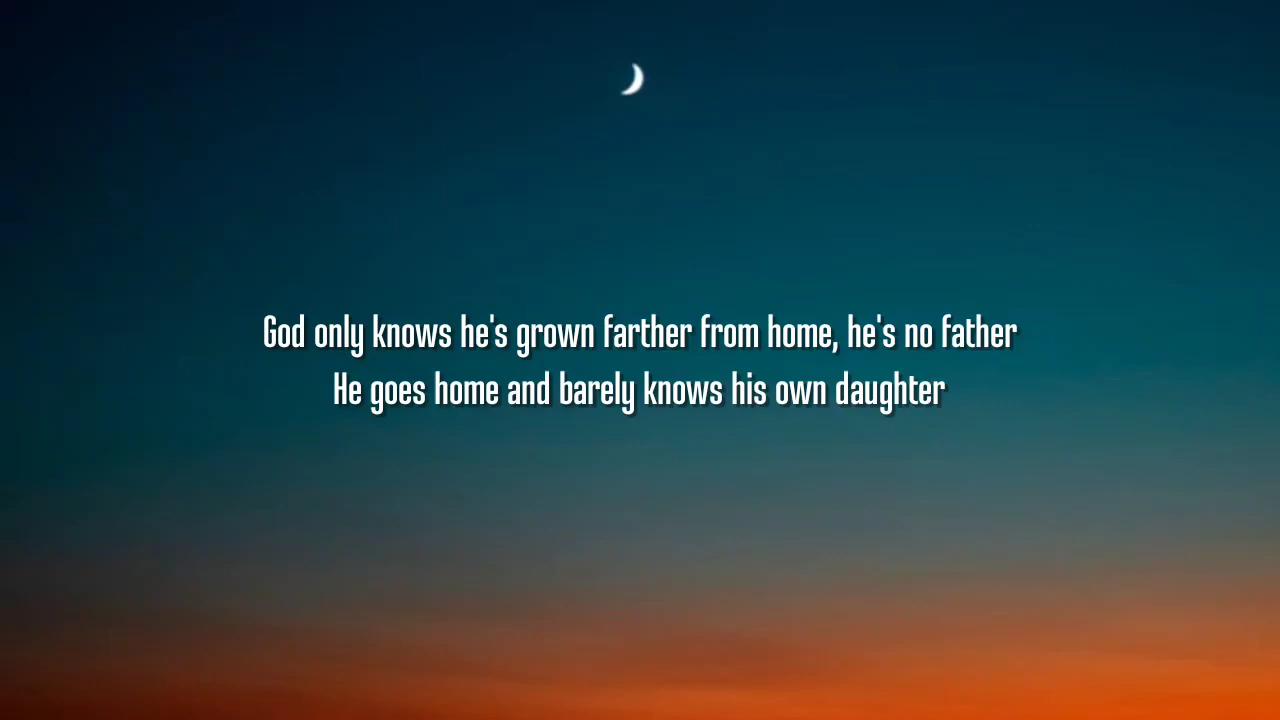 God only knows he's grown farther from home, he's no father
He goes home and barely knows his own daughter